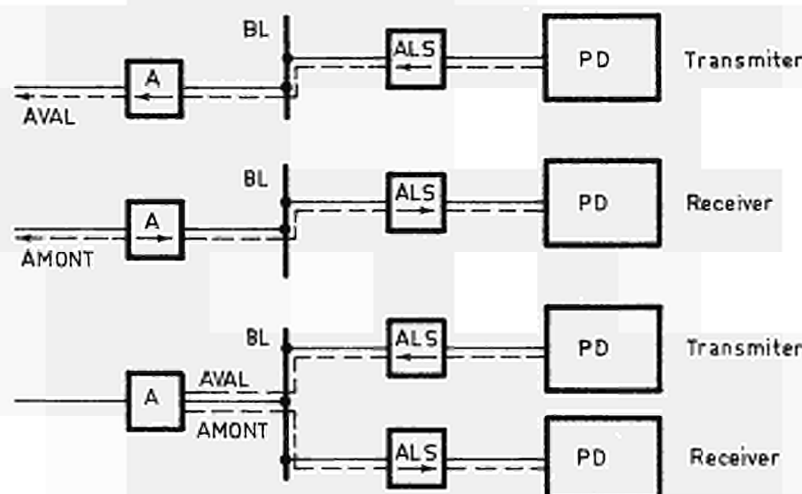 BL ALS PD Transmiter
A
AVAL
BL ALS PD Receiver
A
AMONT
BL ALS PD Transmiter
A AVAL
AMONT
ALS PD Receiver